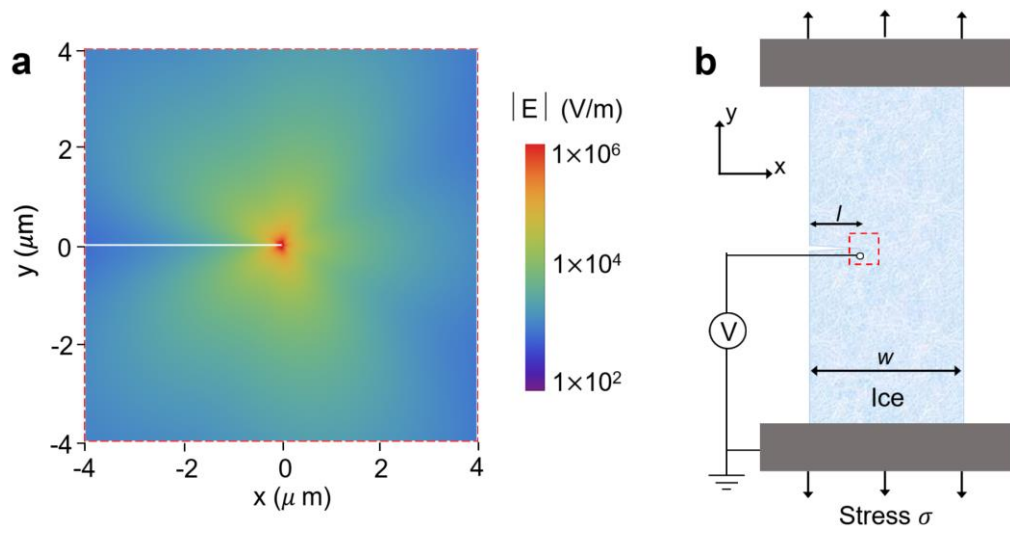 a
4
2
0
-2
-4
y (μm)
-4
-2
0
2
4
x (μ m)
|E| (V/m)
1×10⁶
1×10⁴
1×10²
b
y
x
l
V
w
Ice
Stress σ